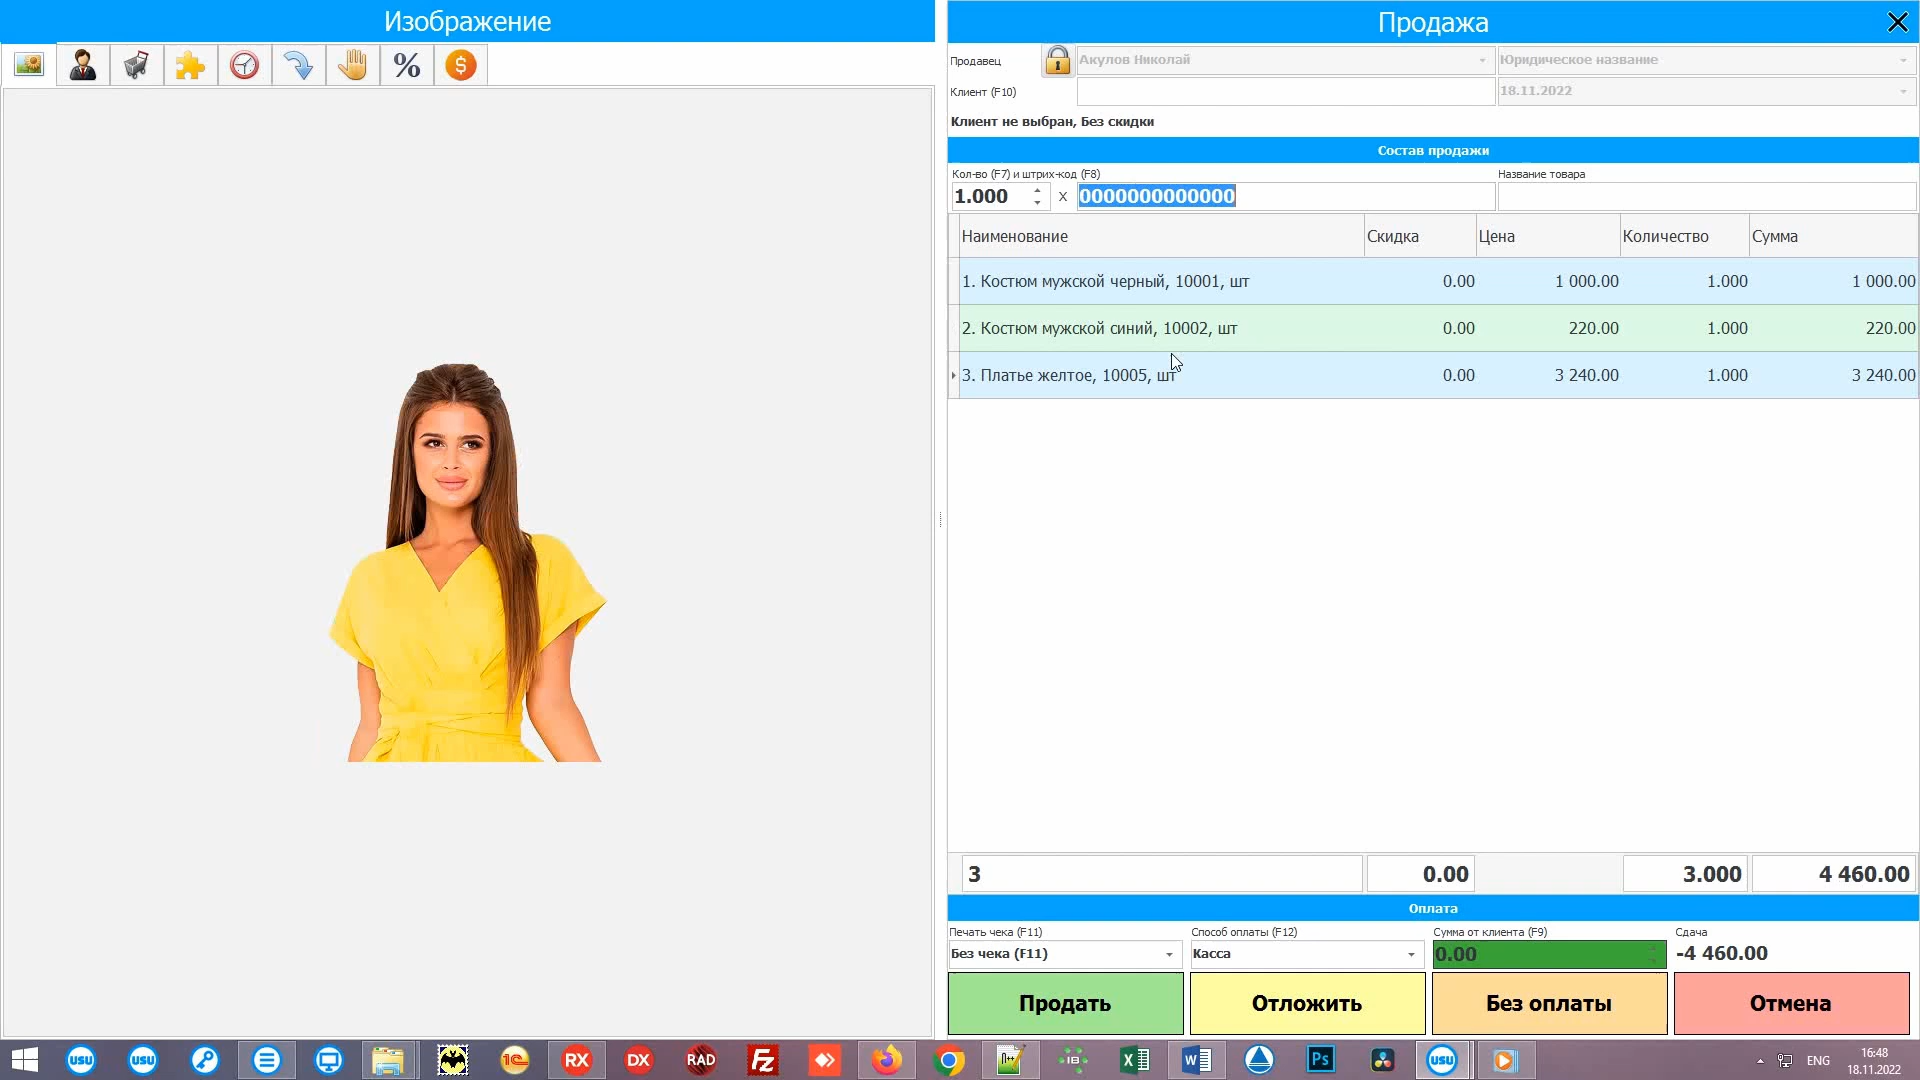 Изображение
Продажа
Продавец
Акулов Николай
Юридическое название
Клиент (F10)
18.11.2022
Клиент не выбран, Без скидки
Состав продажи
Кол-во (F7) и штрих-код (F8)
Название товара
1.000 X 0000000000000
Наименование Скидка Цена Количество Сумма
1. Костюм мужской черный, 10001, шт 0.00 1 000.00 1.000 1 000.00
2. Костюм мужской синий, 10002, шт 0.00 220.00 1.000 220.00
3. Платье желтое, 10005, шт 0.00 3 240.00 1.000 3 240.00
3 0.00 3.000 4 460.00
Оплата
Печать чека (F11) Способ оплаты (F12) Сумма от клиента (F9) Сдача
Без чека (F11) Касса 0.00 -4 460.00
Продать Отложить Без оплаты Отмена
USU USU 1С RX DX RAD FZ IB X W Ps USU ENG 16:48
18.11.2022